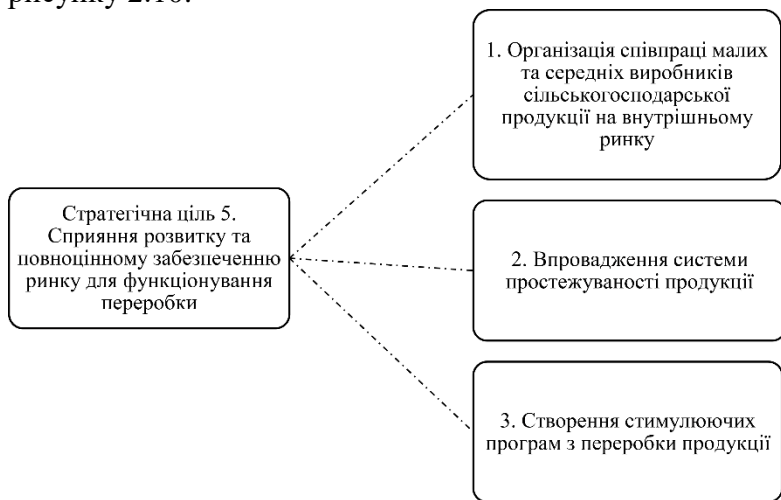 рисунку 2.16.
Стратегічна ціль 5.
Сприяння розвитку та
повноцінному забезпеченню
ринку для функціонування
переробки
1. Організація співпраці малих
та середніх виробників
сільськогосподарської
продукції на внутрішньому
ринку
2. Впровадження системи
простежуваності продукції
3. Створення стимулюючих
програм з переробки продукції